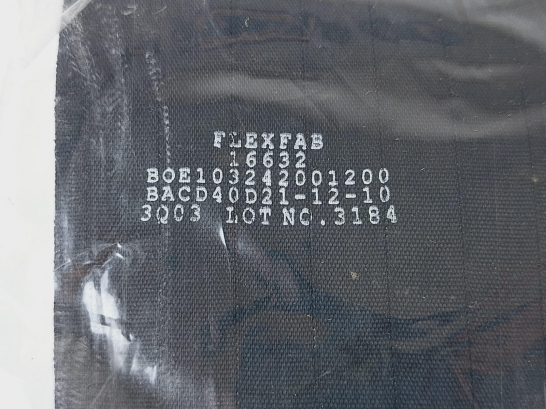 FLEXFAB
16632
BOE103242001200
BACD40D21-12-10
3Q03 LOT NO.3184